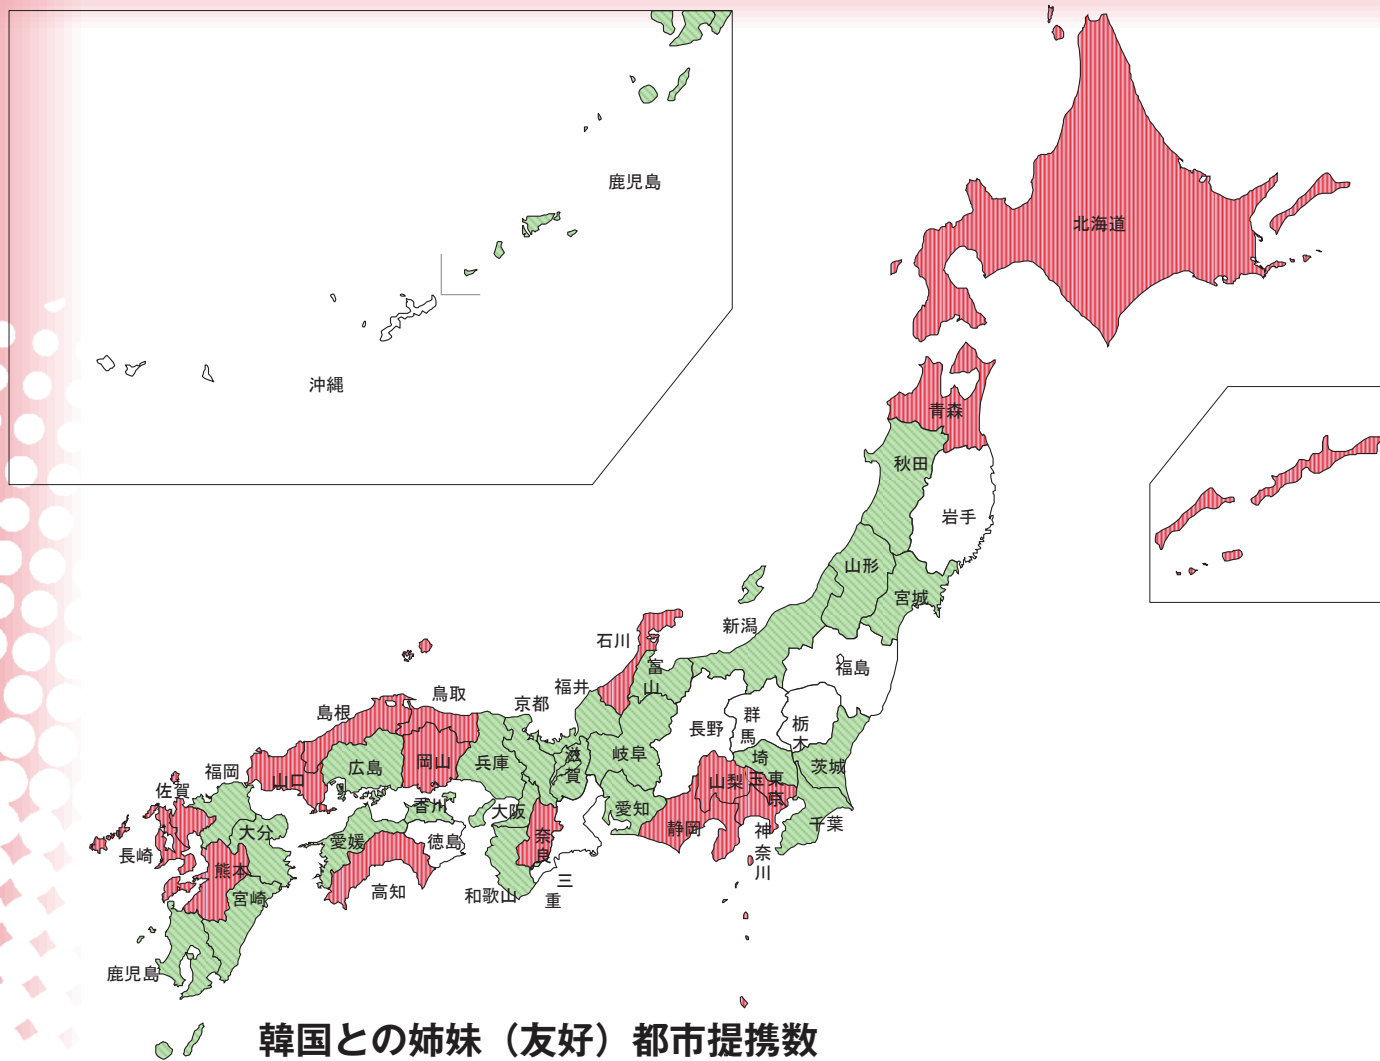 鹿児島
北海道
沖縄
青森
秋田
岩手
山形
宮城
新潟
石川
富山
福島
福井
鳥取
京都
島根
群馬
栃木
長野
滋賀
岐阜
兵庫
岡山
広島
埼玉
茨城
福岡
山口
山梨
東京
佐賀
香川
大阪
愛知
静岡
千葉
大分
愛媛
徳島
奈良
神奈川
長崎
熊本
高知
三重
宮崎
和歌山
鹿児島
韓国との姉妹（友好）都市提携数